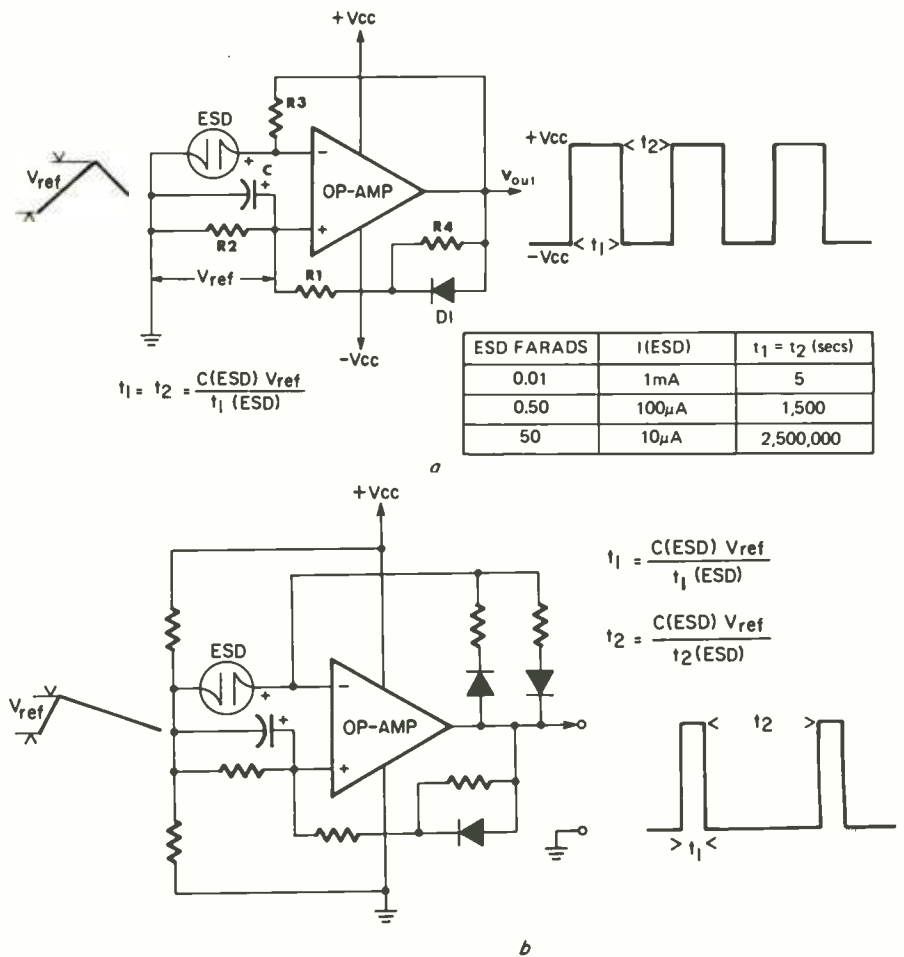 +Vcc
ESD
R3
Vref
+
C
+
−
OP-AMP
+
vout
R2
Vref
R1
R4
D1
−Vcc
+Vcc
< t2 >
−Vcc
< t1 >
t1 = t2 = C(ESD) Vref
t1 (ESD)
ESD FARADS I(ESD) t1 = t2 (secs)
0.01 1mA 5
0.50 100µA 1,500
50 10µA 2,500,000
a
+Vcc
ESD
Vref
+
+
−
OP-AMP
+
t1 = C(ESD) Vref
t1 (ESD)
t2 = C(ESD) Vref
t2 (ESD)
< t2 >
> t1 <
b